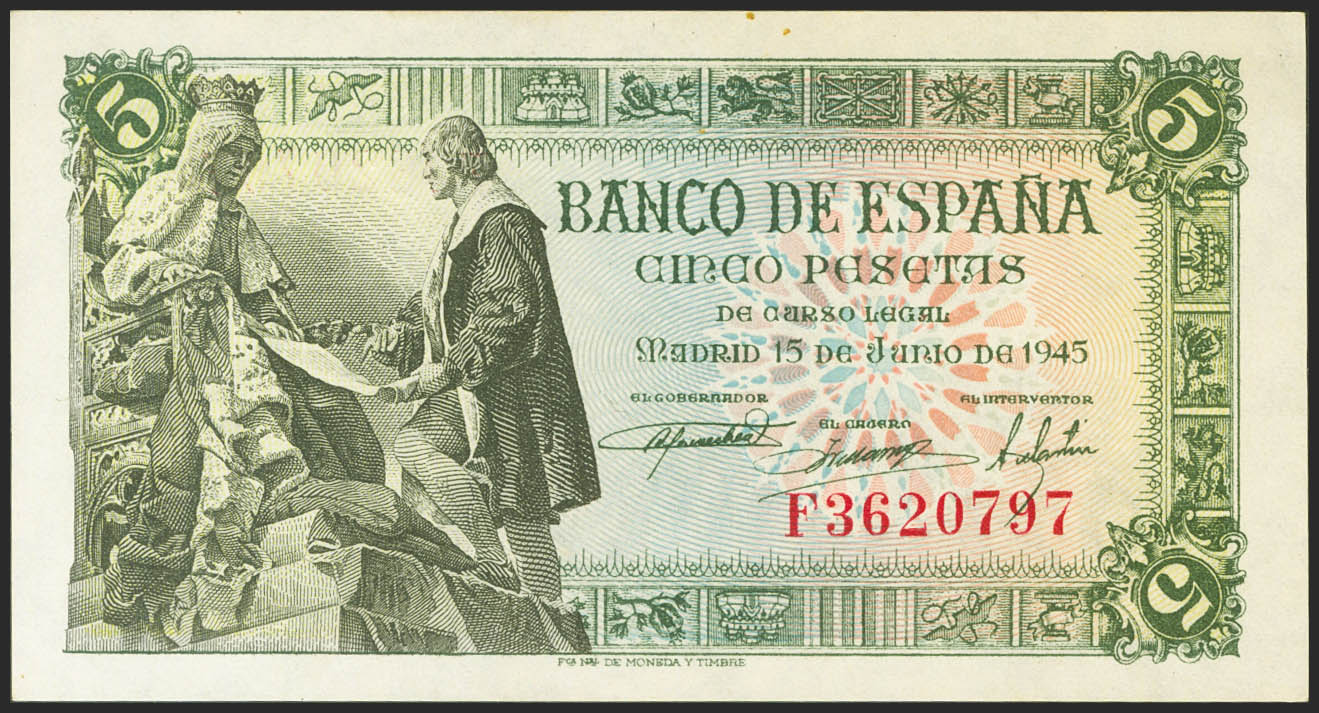 5
5
BANCO DE ESPAÑA
CINCO PESETAS
DE CURSO LEGAL
MADRID 15 DE JUNIO DE 1945
EL GOBERNADOR
EL INTERVENTOR
EL CAJERO
F3620797
5
FCA NAL DE MONEDA Y TIMBRE